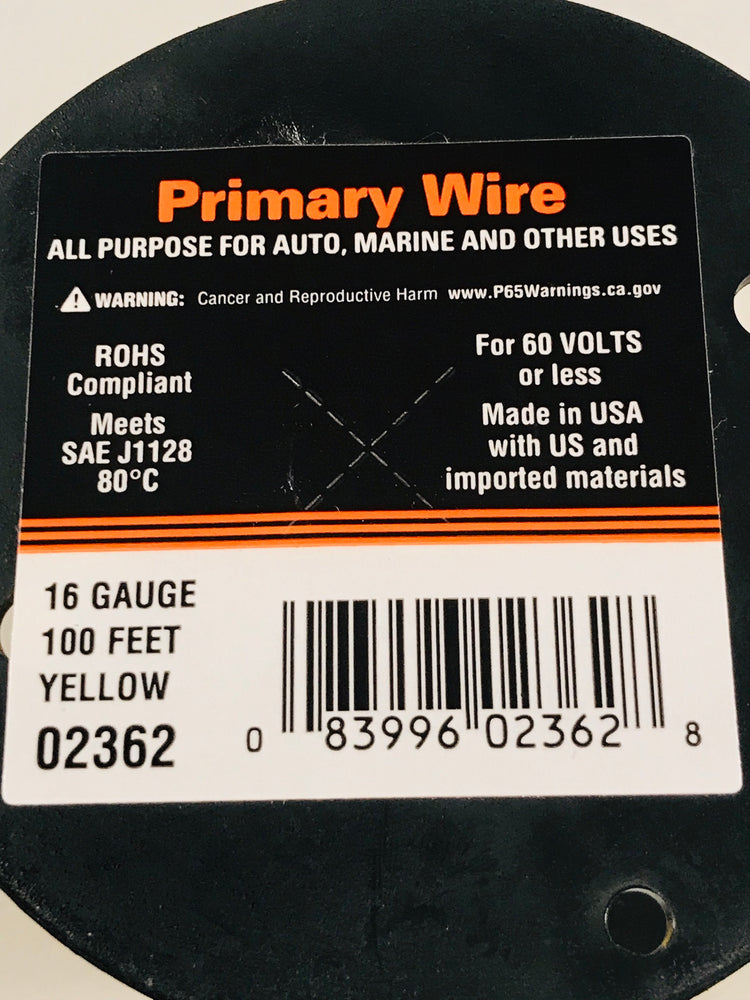 Primary Wire
ALL PURPOSE FOR AUTO, MARINE AND OTHER USES
WARNING: Cancer and Reproductive Harm www.P65Warnings.ca.gov
ROHS
Compliant
Meets
SAE J1128
80°C
For 60 VOLTS
or less
Made in USA
with US and
imported materials
16 GAUGE
100 FEET
YELLOW
02362
0 83996 02362 8